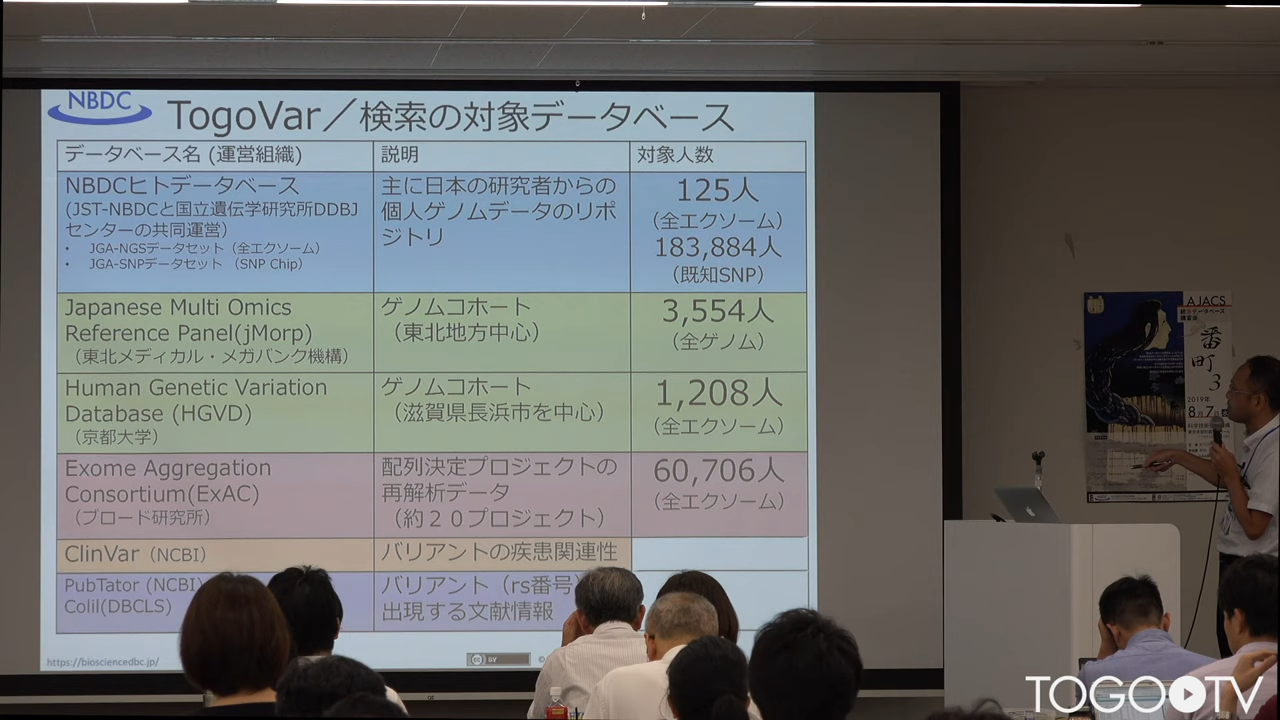 NBDC
TogoVar／検索の対象データベース
データベース名 (運営組織)
説明
対象人数
NBDCヒトデータベース
(JST-NBDCと国立遺伝学研究所DDBJ
センターの共同運営)
• JGA-NGSデータセット（全エクソーム）
• JGA-SNPデータセット （SNP Chip）
主に日本の研究者からの
個人ゲノムデータのリポ
ジトリ
125人
（全エクソーム）
183,884人
（既知SNP）
Japanese Multi Omics
Reference Panel(jMorp)
（東北メディカル・メガバンク機構）
ゲノムコホート
（東北地方中心）
3,554人
（全ゲノム）
Human Genetic Variation
Database (HGVD)
（京都大学）
ゲノムコホート
（滋賀県長浜市を中心）
1,208人
（全エクソーム）
Exome Aggregation
Consortium(ExAC)
（ブロード研究所）
配列決定プロジェクトの
再解析データ
（約２０プロジェクト）
60,706人
（全エクソーム）
ClinVar（NCBI）
バリアントの疾患関連性
PubTator (NCBI)
Colil(DBCLS)
バリアント（rs番号）
出現する文献情報
https://biosciencedbc.jp/
cc BY
©
AJACS
統合データベース
講習会
番町3
2019年
8月7日
TOGOTV